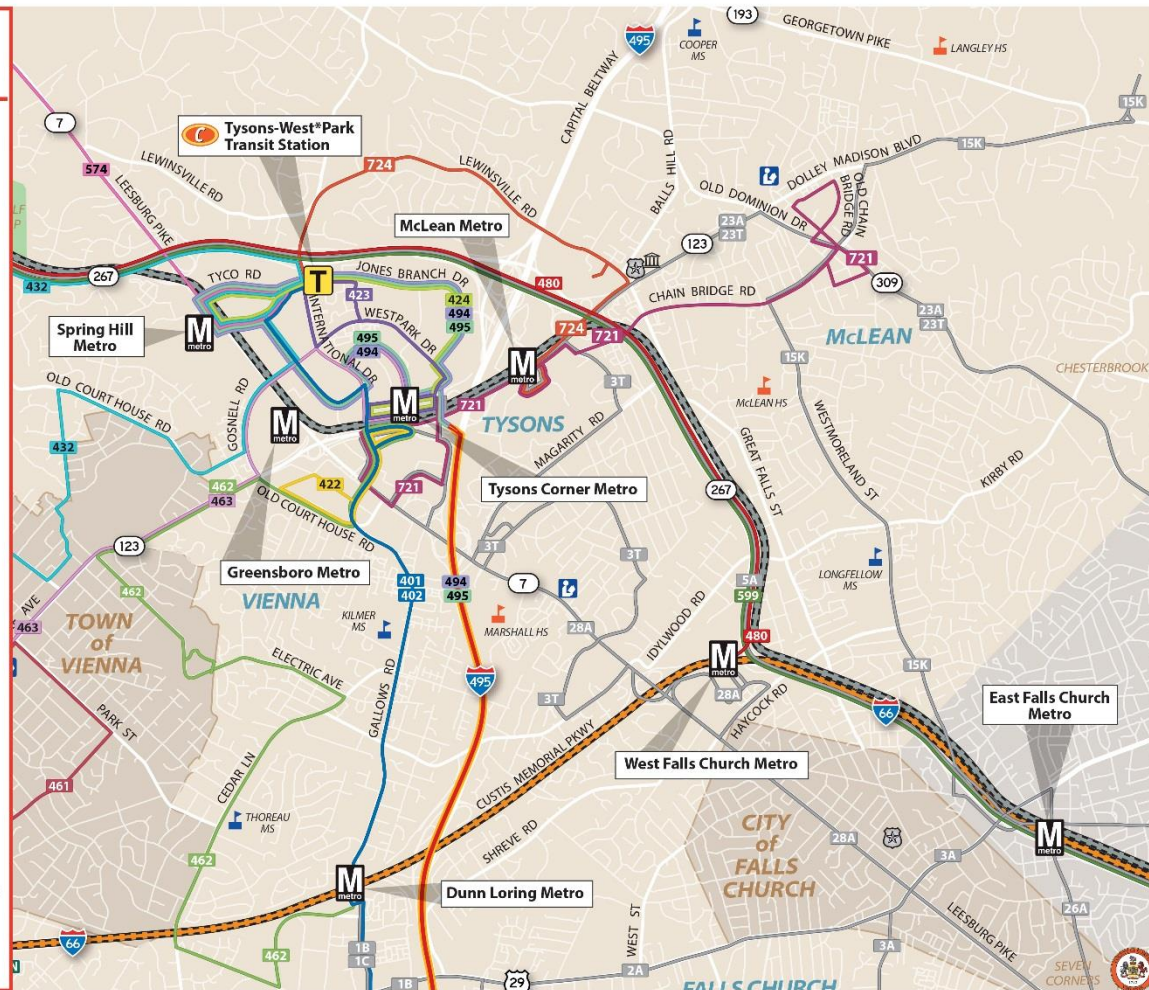 193
GEORGETOWN PIKE
495
COOPER
MS
LANGLEY HS
7
C
Tysons-West*Park
Transit Station
CAPITAL BELTWAY
15K
15K
574
LEWINSVILLE RD
724
LEWINSVILLE RD
BALLS HILL RD
DOLLEY MADISON BLVD
LEESBURG PIKE
OLD DOMINION DR
OLD CHAIN
BRIDGE RD
McLean Metro
23A
23T
123
721
TYCO RD
T
JONES BRANCH DR
480
267
432
423
424
494
495
CHAIN BRIDGE RD
309
INTERNATIONAL DR
WESTPARK DR
Spring Hill
Metro
M
metro
495
494
724
721
23A
23T
McLEAN
M
metro
15K
OLD COURT HOUSE RD
GOSNELL RD
M
metro
3T
CHESTERBROOK
McLEAN HS
M
metro
721
TYSONS
MAGARITY RD
432
WESTMORELAND ST
GREAT FALLS ST
KIRBY RD
462
463
422
721
Tysons Corner Metro
267
OLD COURT HOUSE RD
123
3T
3T
Greensboro Metro
401
402
7
LONGFELLOW
MS
462
VIENNA
494
495
5A
599
AVE
463
TOWN
of
VIENNA
KILMER
MS
MARSHALL HS
28A
IDYLWOOD RD
480
ELECTRIC AVE
GALLOWS RD
495
M
metro
15K
PARK ST
3T
28A
HAYCOCK RD
66
East Falls Church
Metro
CUSTIS MEMORIAL PKWY
West Falls Church Metro
461
CEDAR LN
THOREAU
MS
SHREVE RD
CITY
of
FALLS
CHURCH
28A
M
metro
462
3A
M
metro
Dunn Loring Metro
LEESBURG PIKE
26A
66
WEST ST
462
1B
1C
3A
SEVEN
CORNERS
N
1B
29
2A
FALLS CHURCH